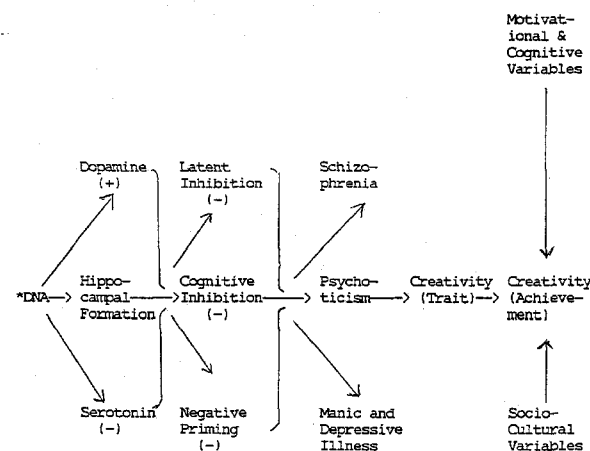 Motivat-
ional &
Cognitive
Variables
Dopamine
(+)
Latent
Inhibition
(-)
Schizo-
phrenia
*DNA
Hippo-
campal
Formation
Cognitive
Inhibition
(-)
Psycho-
ticism
Creativity
(Trait)
Creativity
(Achieve-
ment)
Serotonin
(-)
Negative
Priming
(-)
Manic and
Depressive
Illness
Socio-
Cultural
Variables